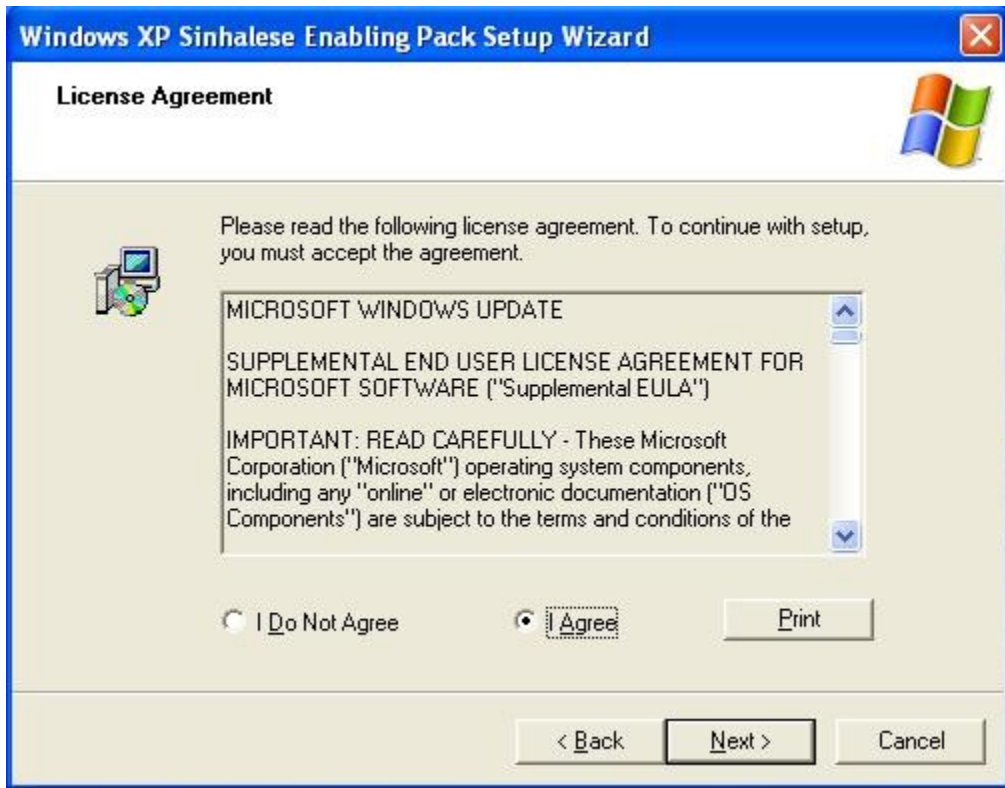 Windows XP Sinhalese Enabling Pack Setup Wizard
License Agreement
Please read the following license agreement. To continue with setup,
you must accept the agreement.
MICROSOFT WINDOWS UPDATE
SUPPLEMENTAL END USER LICENSE AGREEMENT FOR
MICROSOFT SOFTWARE ("Supplemental EULA")
IMPORTANT: READ CAREFULLY - These Microsoft
Corporation ("Microsoft") operating system components,
including any "online" or electronic documentation ("OS
Components") are subject to the terms and conditions of the
I Do Not Agree
I Agree
Print
< Back
Next >
Cancel